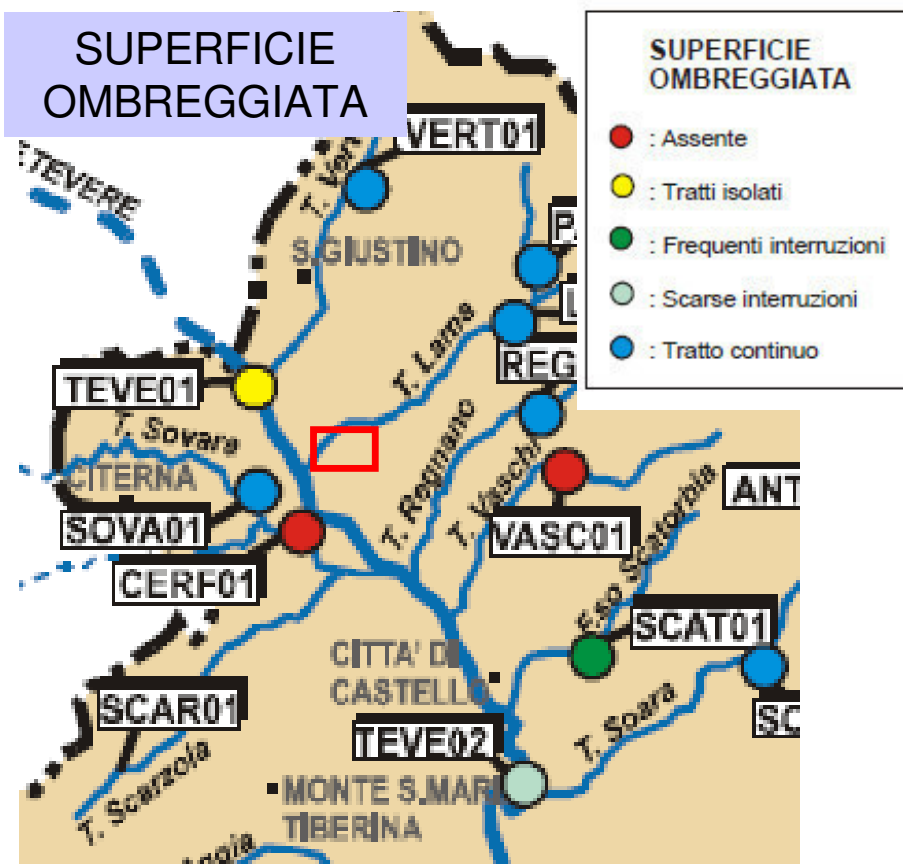 SUPERFICIE
OMBREGGIATA
SUPERFICIE
OMBREGGIATA
: Assente
: Tratti isolati
: Frequenti interruzioni
: Scarse interruzioni
: Tratto continuo
VERT01
TEVERE
S.GIUSTINO
T. Lama
TEVE01
REG
T. Sovara
CITERNA
T. Regnano
T. Vaschi
SOVA01
VASC01
ANT
CERF01
F.so Scatorbia
SCAT01
CITTA' DI
CASTELLO
SCAR01
T. Soara
TEVE02
T. Scarzola
MONTE S.MARI
TIBERINA